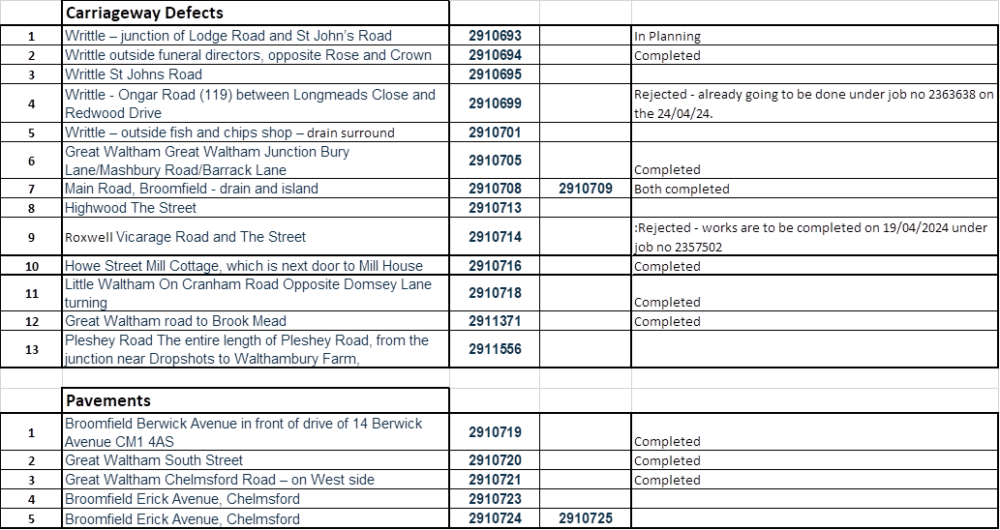 Carriageway Defects
1 Writtle – junction of Lodge Road and St John's Road 2910693 In Planning
2 Writtle outside funeral directors, opposite Rose and Crown 2910694 Completed
3 Writtle St Johns Road 2910695
4 Writtle - Ongar Road (119) between Longmeads Close and
Redwood Drive 2910699 Rejected - already going to be done under job no 2363638 on
the 24/04/24.
5 Writtle – outside fish and chips shop – drain surround 2910701
6 Great Waltham Great Waltham Junction Bury
Lane/Mashbury Road/Barrack Lane 2910705 Completed
7 Main Road, Broomfield - drain and island 2910708 2910709 Both completed
8 Highwood The Street 2910713
9 Roxwell Vicarage Road and The Street 2910714 :Rejected - works are to be completed on 19/04/2024 under
job no 2357502
10 Howe Street Mill Cottage, which is next door to Mill House 2910716 Completed
11 Little Waltham On Cranham Road Opposite Domsey Lane
turning 2910718 Completed
12 Great Waltham road to Brook Mead 2911371 Completed
13 Pleshey Road The entire length of Pleshey Road, from the
junction near Dropshots to Walthambury Farm, 2911556
Pavements
1 Broomfield Berwick Avenue in front of drive of 14 Berwick
Avenue CM1 4AS 2910719 Completed
2 Great Waltham South Street 2910720 Completed
3 Great Waltham Chelmsford Road – on West side 2910721 Completed
4 Broomfield Erick Avenue, Chelmsford 2910723
5 Broomfield Erick Avenue, Chelmsford 2910724 2910725